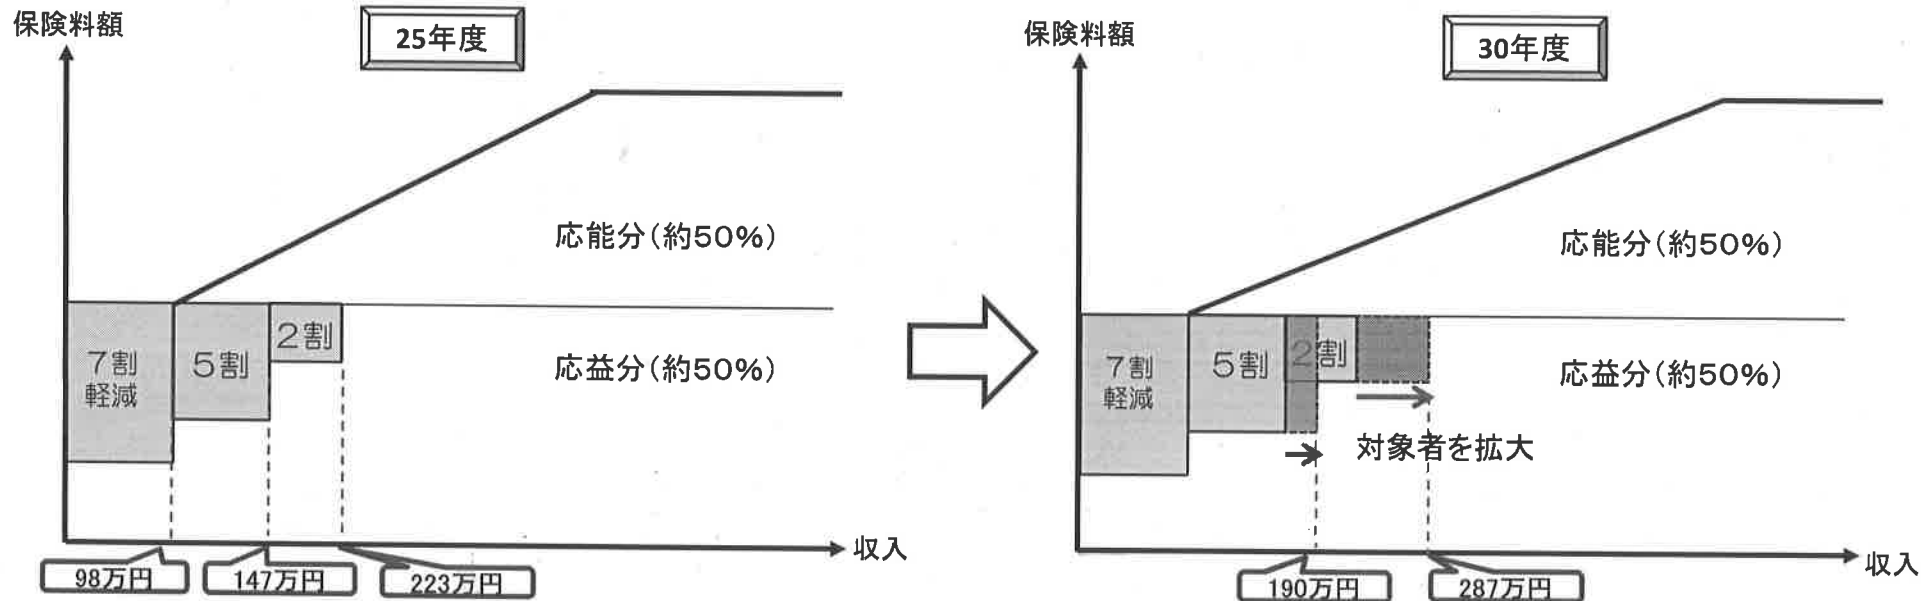 保険料額
25年度
応能分(約50%)
7割
軽減
5割
2割
応益分(約50%)
収入
98万円
147万円
223万円
保険料額
30年度
応能分(約50%)
7割
軽減
5割
2割
応益分(約50%)
対象者を拡大
収入
190万円
287万円